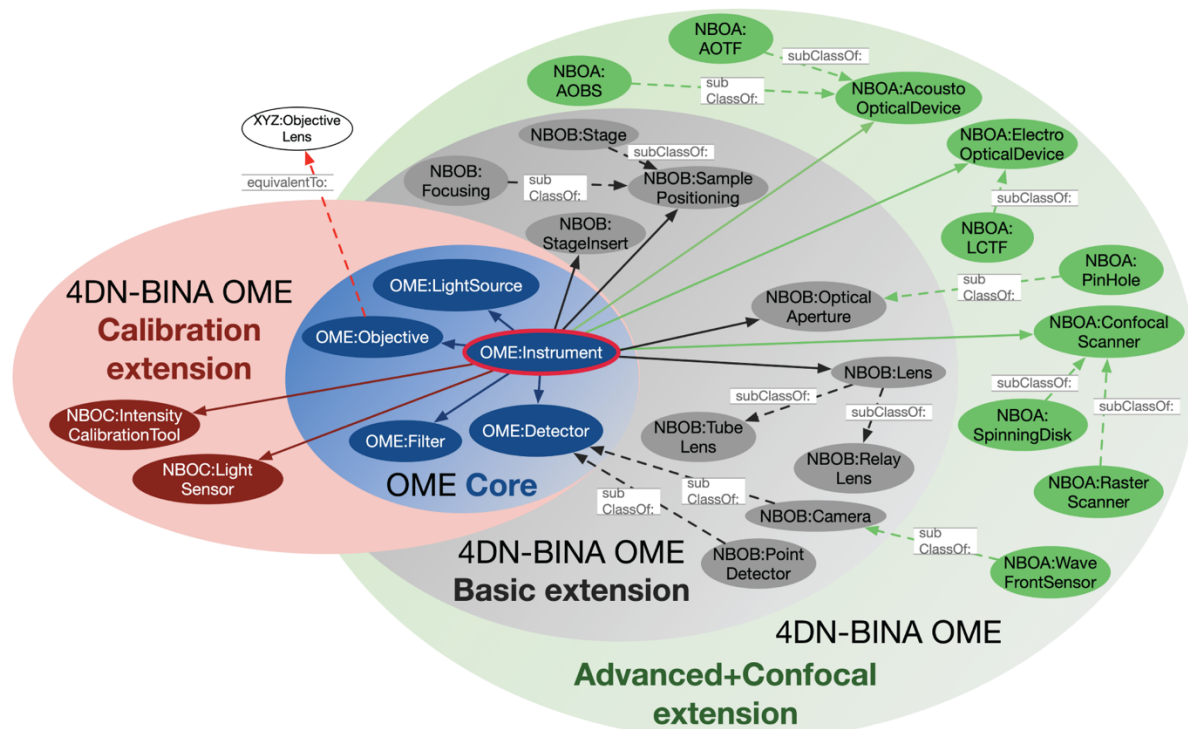 NBOA:
AOTF
subClassOf:
NBOA:
AOBS
sub
ClassOf:
NBOA:Acousto
OpticalDevice
XYZ:Objective
Lens
equivalentTo:
NBOB:Stage
subClassOf:
NBOB:
Focusing
sub
ClassOf:
NBOB:Sample
Positioning
NBOA:Electro
OpticalDevice
subClassOf:
NBOA:
LCTF
NBOB:
StageInsert
4DN-BINA OME
Calibration
extension
OME:LightSource
OME:Objective
OME:Instrument
NBOB:Optical
Aperture
sub
ClassOf:
NBOA:
PinHole
NBOA:Confocal
Scanner
NBOB:Lens
subClassOf:
subClassOf:
subClassOf:
subClassOf:
NBOC:Intensity
CalibrationTool
NBOC:Light
Sensor
OME:Filter
OME:Detector
OME Core
NBOB:Tube
Lens
NBOB:Relay
Lens
NBOA:
SpinningDisk
NBOA:Raster
Scanner
sub
ClassOf:
sub
ClassOf:
NBOB:Camera
NBOB:Point
Detector
sub
ClassOf:
NBOA:Wave
FrontSensor
4DN-BINA OME
Basic extension
4DN-BINA OME
Advanced+Confocal
extension